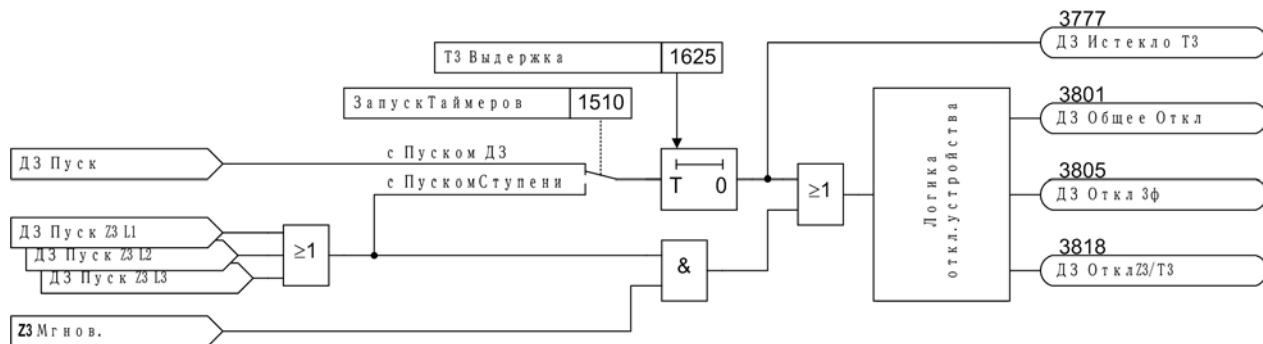 3777
ДЗ Истекло Т3
Т3 Выдержка 1625
ЗапускТаймеров 1510
3801
ДЗ Общее Откл
ДЗ Пуск
с Пуском ДЗ
с ПускомСтупени
T 0
≥1
Логика
откл.устройства
3805
ДЗ Откл 3ф
ДЗ Пуск Z3 L1
ДЗ Пуск Z3 L2
ДЗ Пуск Z3 L3
≥1
&
3818
ДЗ ОтклZ3/Т3
Z3 Мгнов.